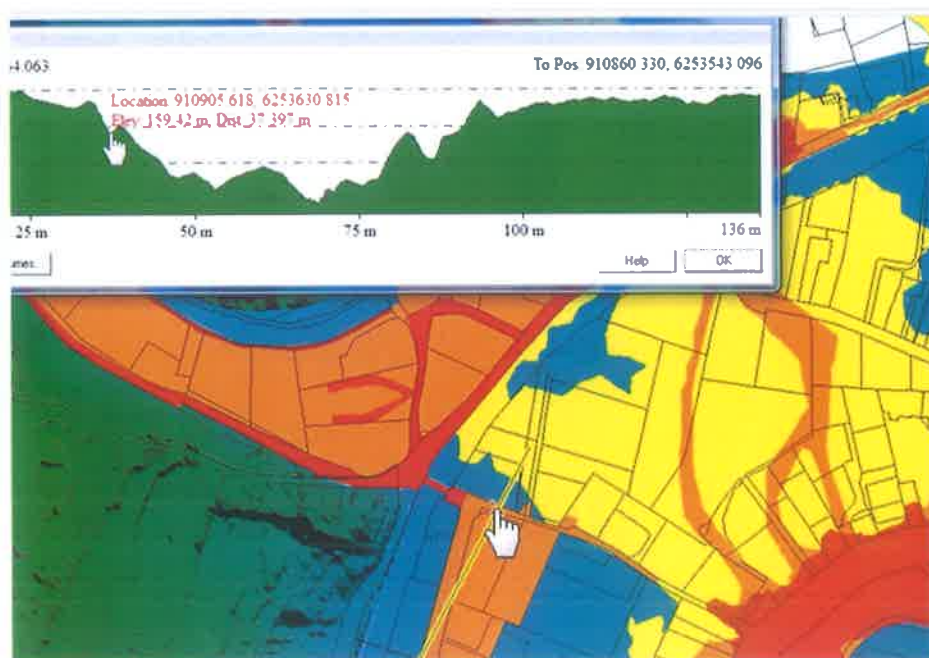 4.063
To Pos 910860 330, 6253543 096
Location 910905 618, 6253630 815
Elev 159.42 m, Dist 37 397 m
25 m 50 m 75 m 100 m 136 m
Help OK